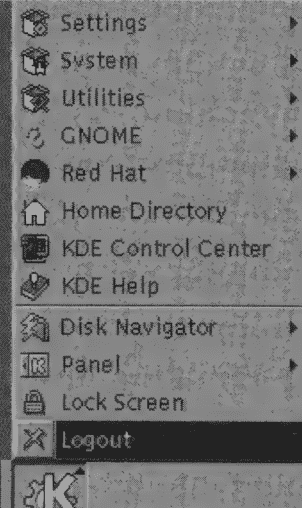 Settings
System
Utilities
GNOME
Red Hat
Home Directory
KDE Control Center
KDE Help
Disk Navigator
Panel
Lock Screen
Logout
K